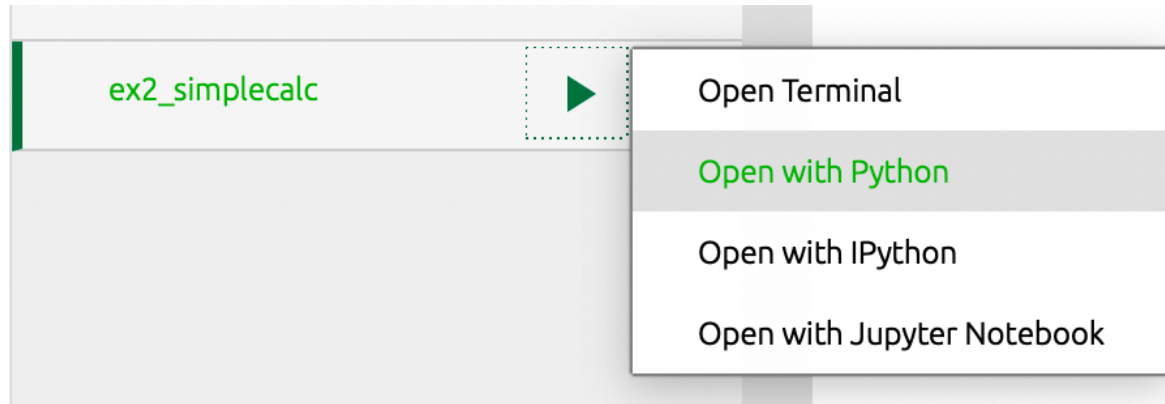 ex2_simplecalc
Open Terminal
Open with Python
Open with IPython
Open with Jupyter Notebook